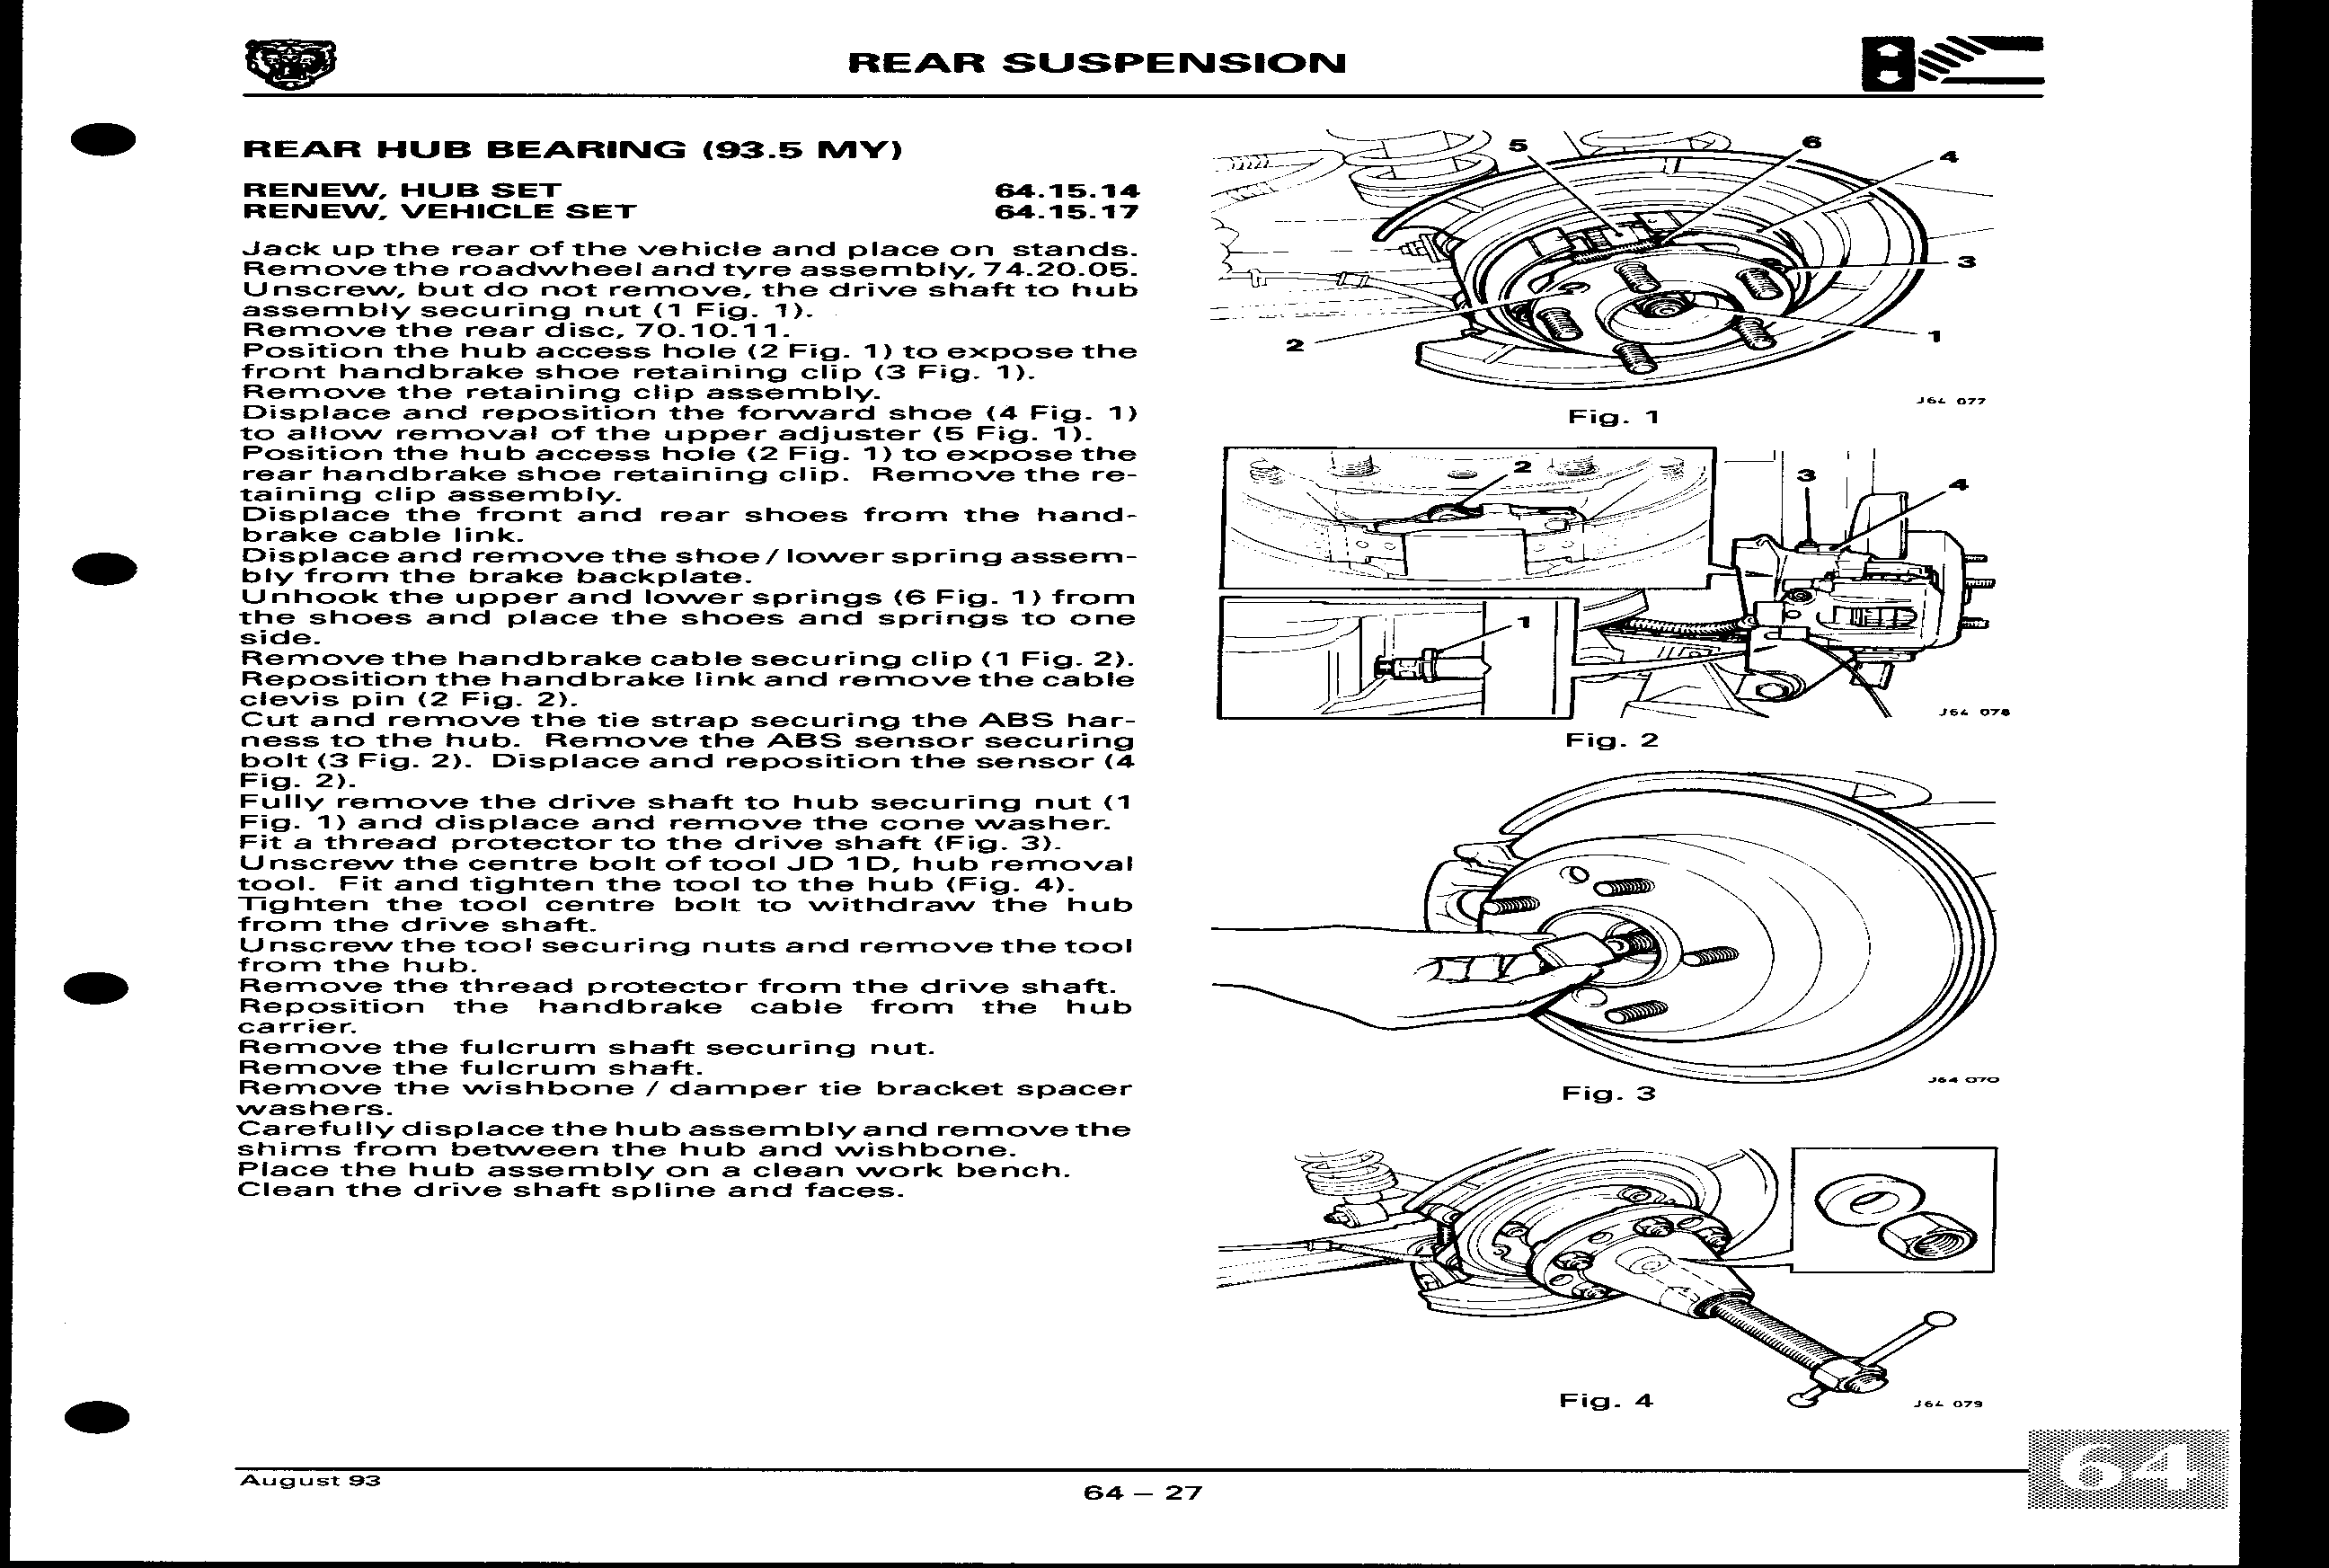 REAR SUSPENSION
REAR HUB BEARING (93.5 MY)
RENEW, HUB SET 64.15.14
RENEW, VEHICLE SET 64.15.17
Jack up the rear of the vehicle and place on stands.
Remove the roadwheel and tyre assembly, 74.20.05.
Unscrew, but do not remove, the drive shaft to hub
assembly securing nut (1 Fig. 1).
Remove the rear disc, 70.10.11.
Position the hub access hole (2 Fig. 1) to expose the
front handbrake shoe retaining clip (3 Fig. 1).
Remove the retaining clip assembly.
Displace and reposition the forward shoe (4 Fig. 1)
to allow removal of the upper adjuster (5 Fig. 1).
Position the hub access hole (2 Fig. 1) to expose the
rear handbrake shoe retaining clip. Remove the re-
taining clip assembly.
Displace the front and rear shoes from the hand-
brake cable link.
Displace and remove the shoe / lower spring assem-
bly from the brake backplate.
Unhook the upper and lower springs (6 Fig. 1) from
the shoes and place the shoes and springs to one
side.
Remove the handbrake cable securing clip (1 Fig. 2).
Reposition the handbrake link and remove the cable
clevis pin (2 Fig. 2).
Cut and remove the tie strap securing the ABS har-
ness to the hub. Remove the ABS sensor securing
bolt (3 Fig. 2). Displace and reposition the sensor (4
Fig. 2).
Fully remove the drive shaft to hub securing nut (1
Fig. 1) and displace and remove the cone washer.
Fit a thread protector to the drive shaft (Fig. 3).
Unscrew the centre bolt of tool JD 1D, hub removal
tool. Fit and tighten the tool to the hub (Fig. 4).
Tighten the tool centre bolt to withdraw the hub
from the drive shaft.
Unscrew the tool securing nuts and remove the tool
from the hub.
Remove the thread protector from the drive shaft.
Reposition the handbrake cable from the hub
carrier.
Remove the fulcrum shaft securing nut.
Remove the fulcrum shaft.
Remove the wishbone / damper tie bracket spacer
washers.
Carefully displace the hub assembly and remove the
shims from between the hub and wishbone.
Place the hub assembly on a clean work bench.
Clean the drive shaft spline and faces.
5
6
4
3
1
2
J64 077
Fig. 1
2
3
4
1
J64 078
Fig. 2
J64 070
Fig. 3
J64 079
Fig. 4
64
August 93
64 – 27